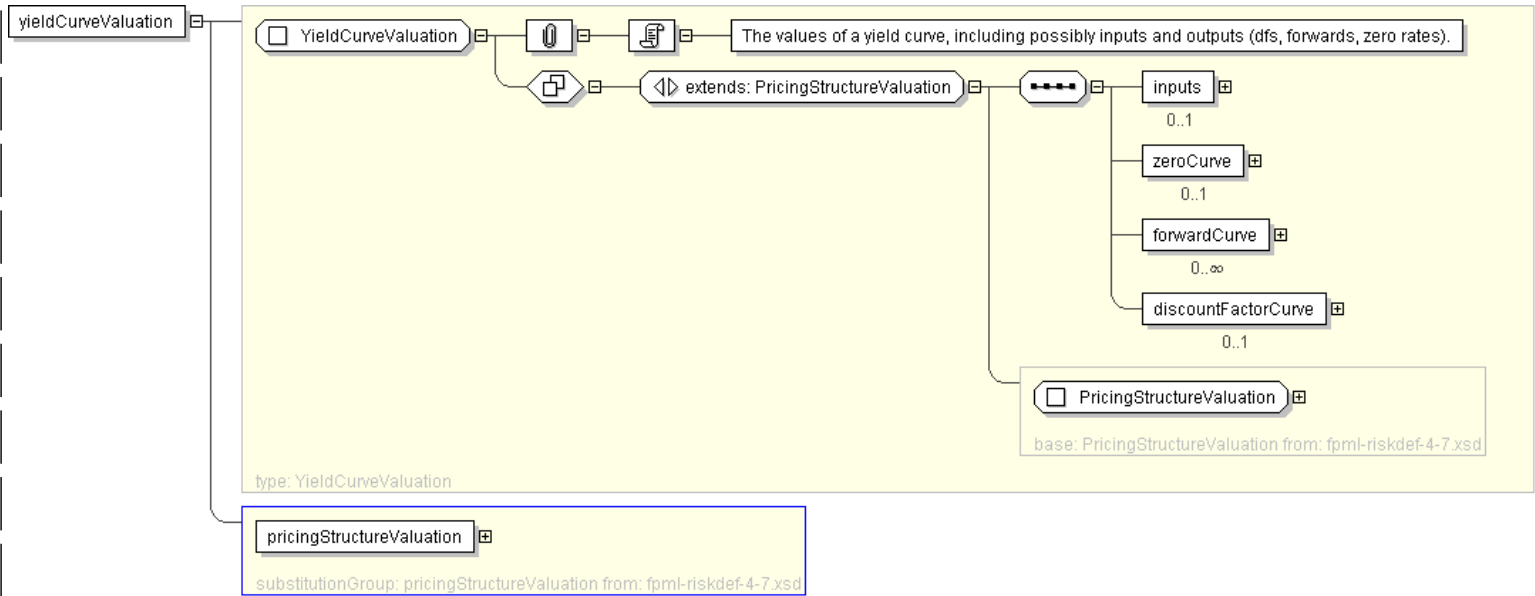 yieldCurveValuation
YieldCurveValuation
The values of a yield curve, including possibly inputs and outputs (dfs, forwards, zero rates).
extends: PricingStructureValuation
inputs
0..1
zeroCurve
0..1
forwardCurve
0..∞
discountFactorCurve
0..1
PricingStructureValuation
base: PricingStructureValuation from: fpml-riskdef-4-7.xsd
type: YieldCurveValuation
pricingStructureValuation
substitutionGroup: pricingStructureValuation from: fpml-riskdef-4-7.xsd